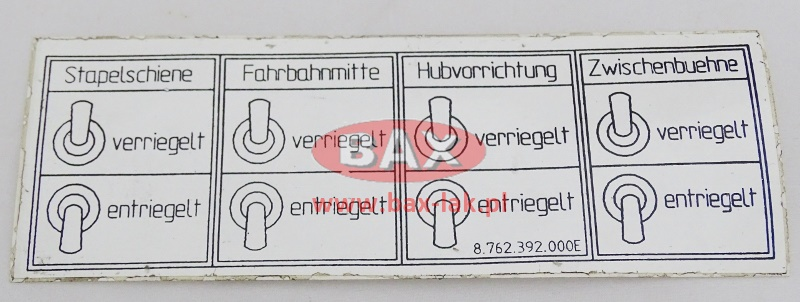 Stapelschiene
verriegelt
entriegelt
Fahrbahnmitte
verriegelt
entriegelt
Hubvorrichtung
verriegelt
entriegelt
8.762.392.000E
Zwischenbuehne
verriegelt
entriegelt
BAX
www.bax-lak.pl